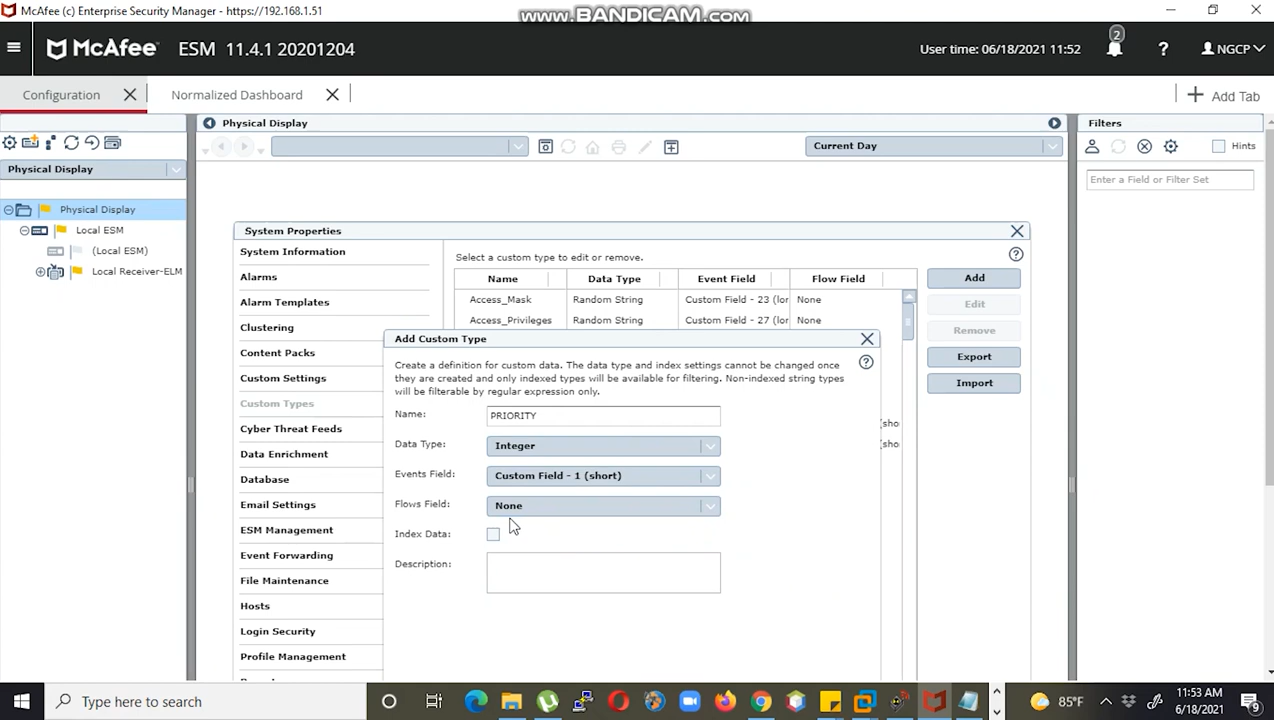 McAfee (c) Enterprise Security Manager - https://192.168.1.51
www.BANDICAM.com
McAfee
ESM 11.4.1 20201204
User time: 06/18/2021 11:52
2
?
NGCP
Configuration
Normalized Dashboard
Add Tab
Physical Display
Filters
Current Day
Hints
Physical Display
Enter a Field or Filter Set
Physical Display
Local ESM
(Local ESM)
Local Receiver-ELM
System Properties
System Information
Alarms
Alarm Templates
Clustering
Content Packs
Custom Settings
Custom Types
Cyber Threat Feeds
Data Enrichment
Database
Email Settings
ESM Management
Event Forwarding
File Maintenance
Hosts
Login Security
Profile Management
Select a custom type to edit or remove.
?
Name Data Type Event Field Flow Field
Access_Mask Random String Custom Field - 23 (lor None
Access_Privileges Random String Custom Field - 27 (lor None
(sho
(sho
Add
Edit
Remove
Export
Import
Add Custom Type
Create a definition for custom data. The data type and index settings cannot be changed once
they are created and only indexed types will be available for filtering. Non-indexed string types
will be filterable by regular expression only.
?
Name: PRIORITY
Data Type: Integer
Events Field: Custom Field - 1 (short)
Flows Field: None
Index Data:
Description:
Type here to search
85°F
11:53 AM
6/18/2021
9